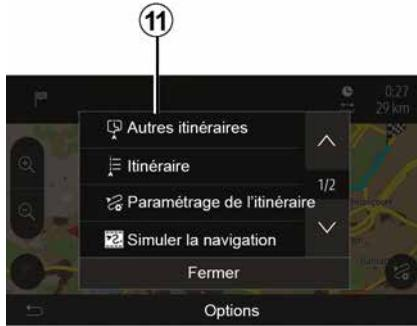 11
0:27
29 km
Autres itinéraires
Itinéraire
1/2
Paramétrage de l'itinéraire
Simuler la navigation
Fermer
Options